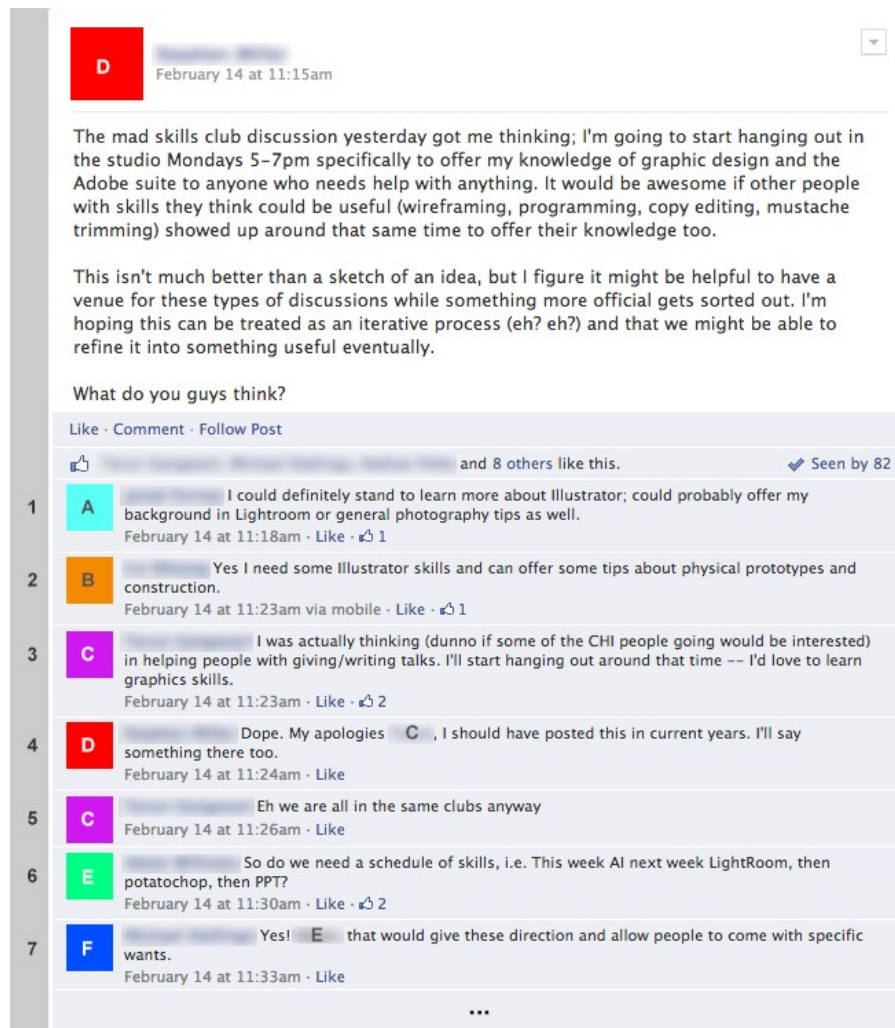 D
February 14 at 11:15am
The mad skills club discussion yesterday got me thinking; I'm going to start hanging out in
the studio Mondays 5-7pm specifically to offer my knowledge of graphic design and the
Adobe suite to anyone who needs help with anything. It would be awesome if other people
with skills they think could be useful (wireframing, programming, copy editing, mustache
trimming) showed up around that same time to offer their knowledge too.
This isn't much better than a sketch of an idea, but I figure it might be helpful to have a
venue for these types of discussions while something more official gets sorted out. I'm
hoping this can be treated as an iterative process (eh? eh?) and that we might be able to
refine it into something useful eventually.
What do you guys think?
Like · Comment · Follow Post
and 8 others like this. Seen by 82
1 A I could definitely stand to learn more about Illustrator; could probably offer my
background in Lightroom or general photography tips as well.
February 14 at 11:18am · Like · 1
2 B Yes I need some Illustrator skills and can offer some tips about physical prototypes and
construction.
February 14 at 11:23am via mobile · Like · 1
3 C I was actually thinking (dunno if some of the CHI people going would be interested)
in helping people with giving/writing talks. I'll start hanging out around that time -- I'd love to learn
graphics skills.
February 14 at 11:23am · Like · 2
4 D Dope. My apologies C , I should have posted this in current years. I'll say
something there too.
February 14 at 11:24am · Like
5 C Eh we are all in the same clubs anyway
February 14 at 11:26am · Like
6 E So do we need a schedule of skills, i.e. This week AI next week LightRoom, then
potatochop, then PPT?
February 14 at 11:30am · Like · 2
7 F Yes! E that would give these direction and allow people to come with specific
wants.
February 14 at 11:33am · Like
...